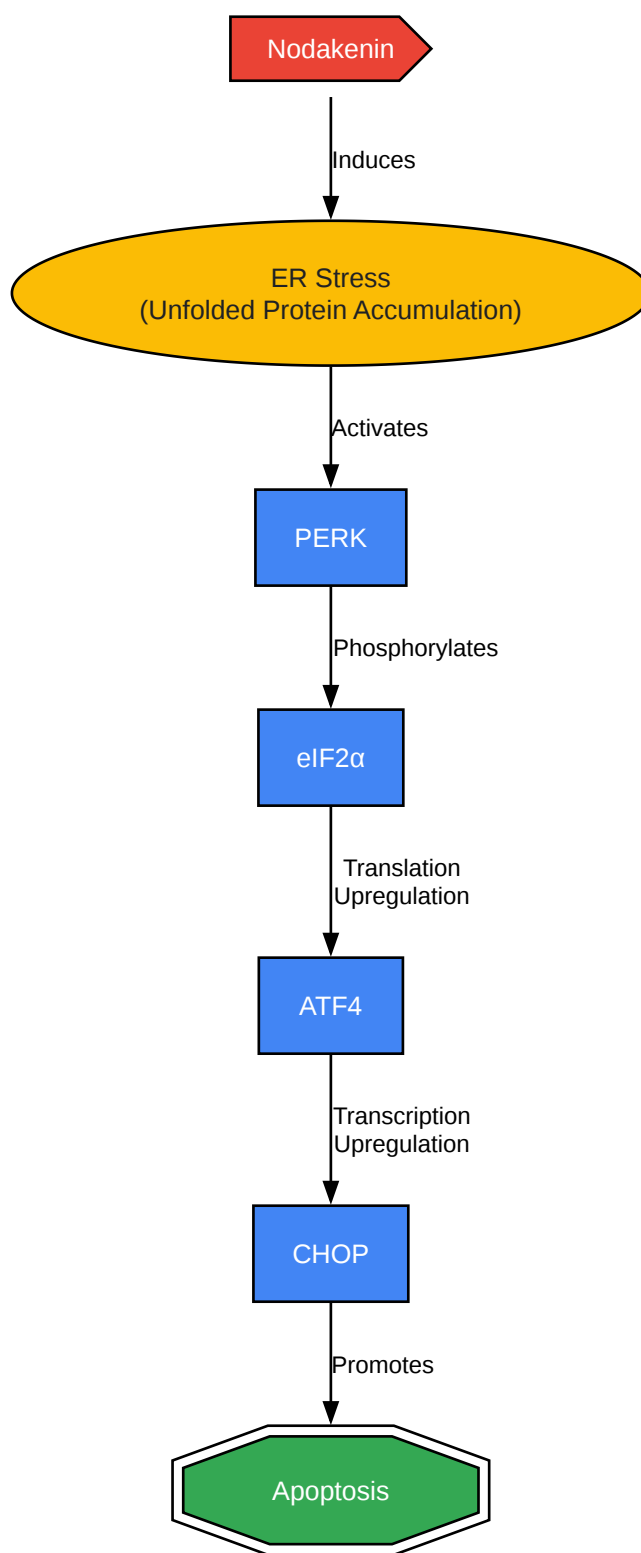 Nodakenin
Induces
ER Stress
(Unfolded Protein Accumulation)
Activates
PERK
Phosphorylates
eIF2α
Translation
Upregulation
ATF4
Transcription
Upregulation
CHOP
Promotes
Apoptosis